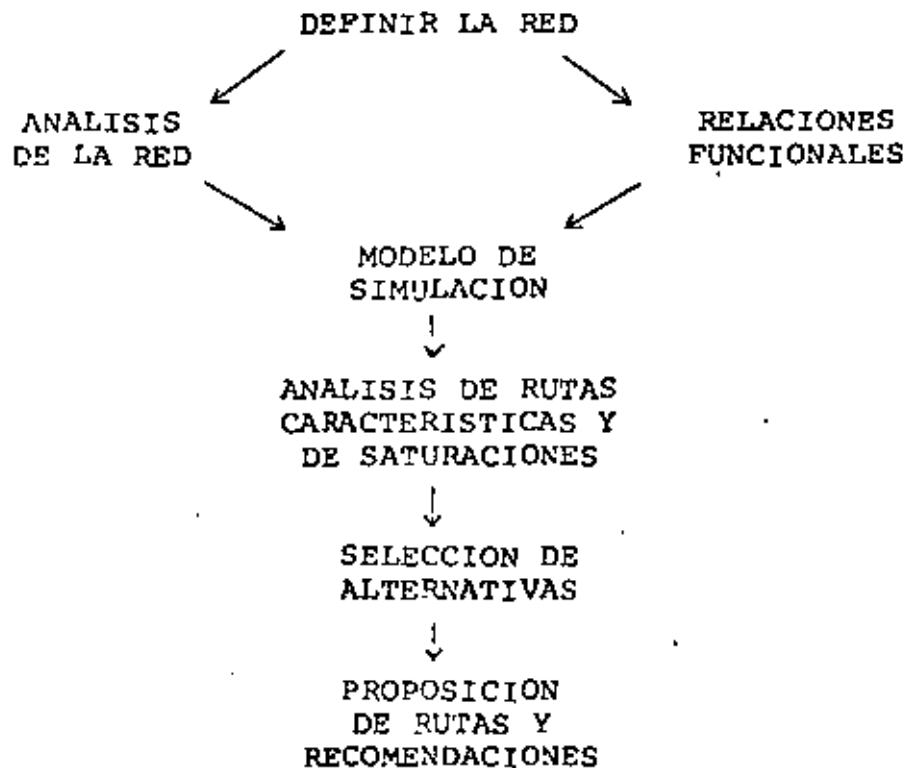 DEFINIR LA RED
ANALISIS
DE LA RED
RELACIONES
FUNCIONALES
MODELO DE
SIMULACION
ANALISIS DE RUTAS
CARACTERISTICAS Y
DE SATURACIONES
SELECCION DE
ALTERNATIVAS
PROPOSICION
DE RUTAS Y
RECOMENDACIONES